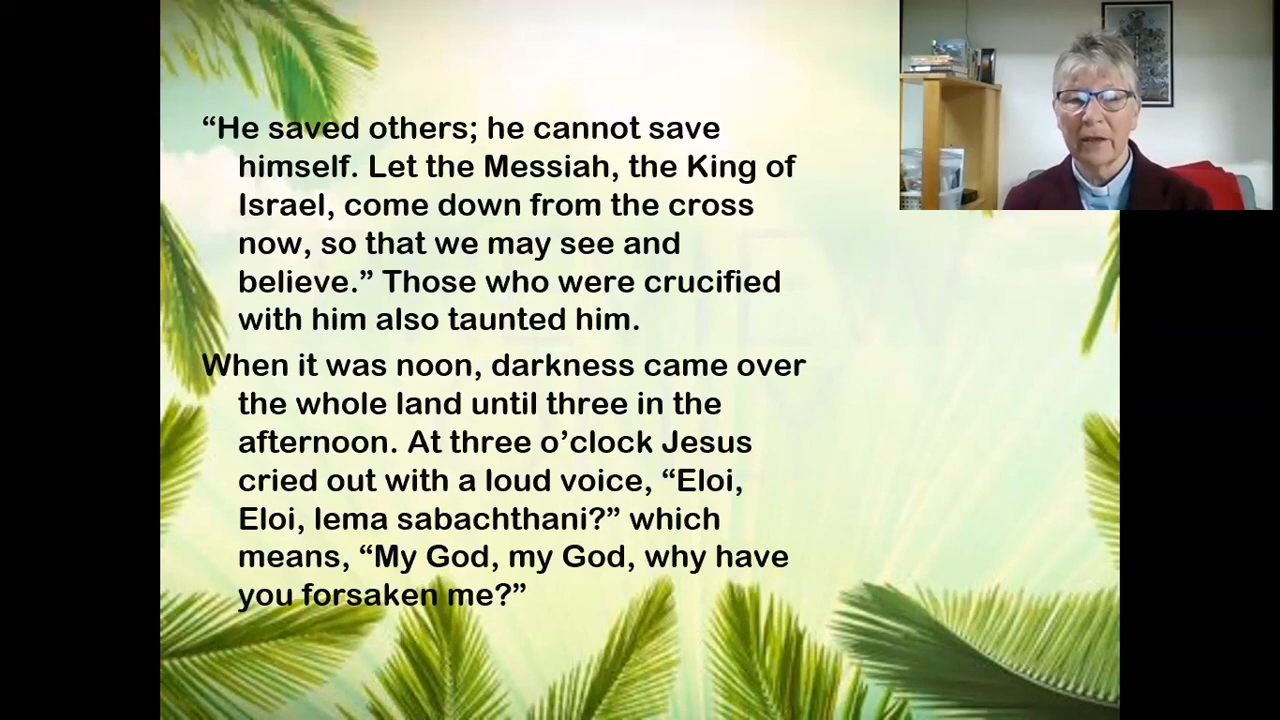 “He saved others; he cannot save
himself. Let the Messiah, the King of
Israel, come down from the cross
now, so that we may see and
believe.” Those who were crucified
with him also taunted him.
When it was noon, darkness came over
the whole land until three in the
afternoon. At three o’clock Jesus
cried out with a loud voice, “Eloi,
Eloi, lema sabachthani?” which
means, “My God, my God, why have
you forsaken me?”